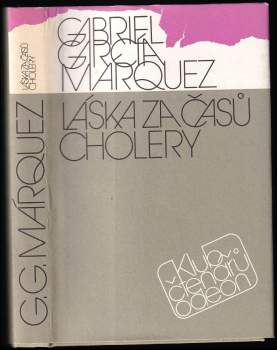 GABRIEL
GARCÍA
MÁRQUEZ
LÁSKA ZA ČASŮ
CHOLERY
klub
čtenářů
odeon
G.G. MÁRQUEZ
LÁSKA ZA ČASŮ
CHOLERY